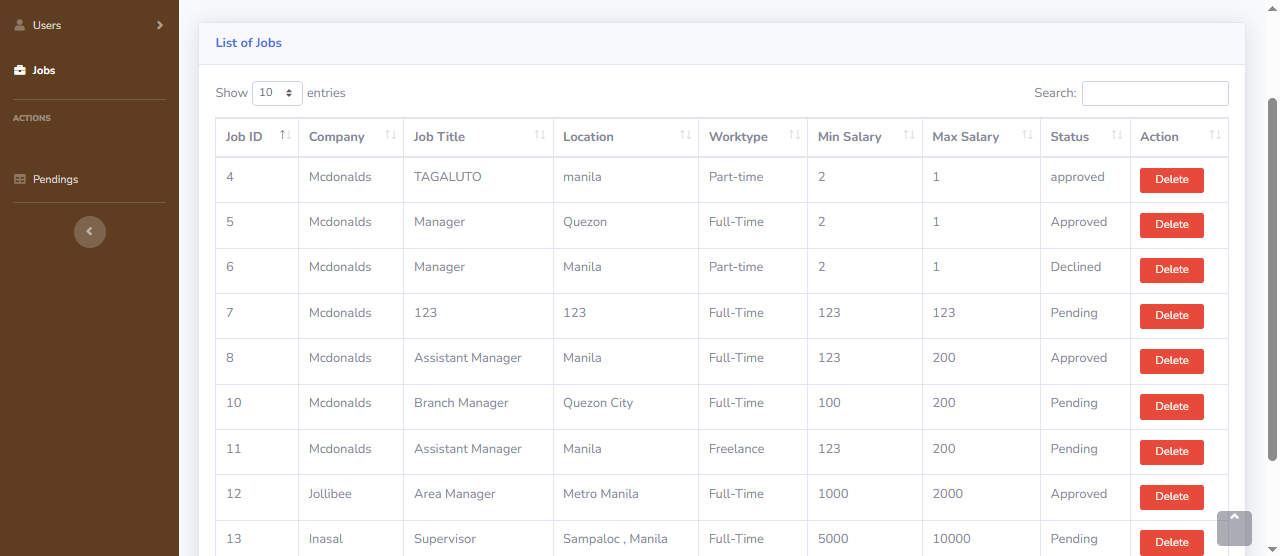 Users
Jobs
ACTIONS
Pendings
List of Jobs
Show 10 entries
Search:
Job ID Company Job Title Location Worktype Min Salary Max Salary Status Action
4 Mcdonalds TAGALUTO manila Part-time 2 1 approved Delete
5 Mcdonalds Manager Quezon Full-Time 2 1 Approved Delete
6 Mcdonalds Manager Manila Part-time 2 1 Declined Delete
7 Mcdonalds 123 123 Full-Time 123 123 Pending Delete
8 Mcdonalds Assistant Manager Manila Full-Time 123 200 Approved Delete
10 Mcdonalds Branch Manager Quezon City Full-Time 100 200 Pending Delete
11 Mcdonalds Assistant Manager Manila Freelance 123 200 Pending Delete
12 Jollibee Area Manager Metro Manila Full-Time 1000 2000 Approved Delete
13 Inasal Supervisor Sampaloc , Manila Full-Time 5000 10000 Pending Delete